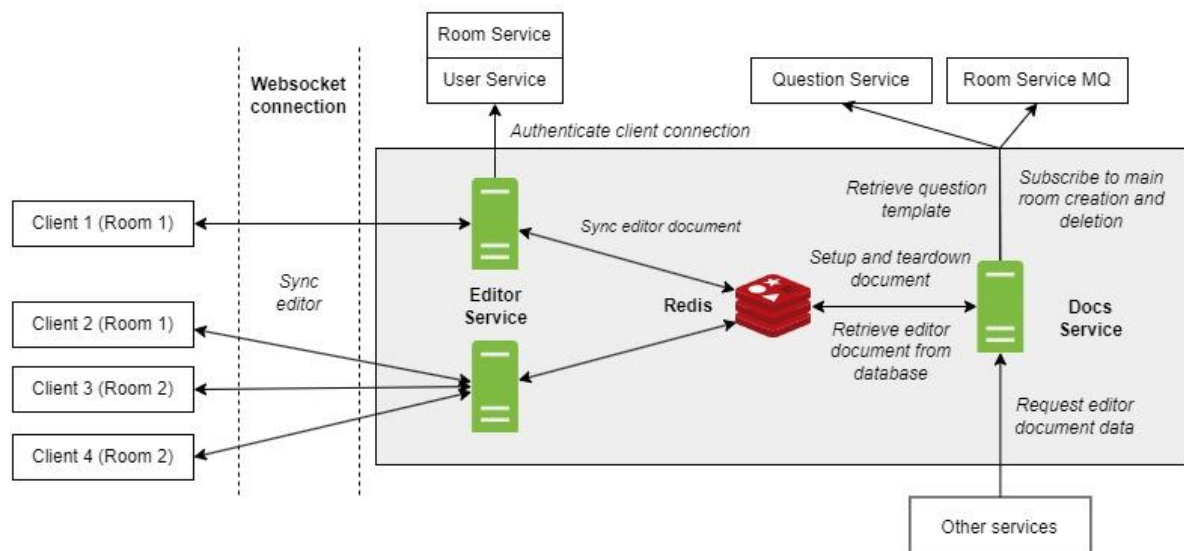 Room Service
User Service
Question Service
Room Service MQ
Websocket
connection
Authenticate client connection
Client 1 (Room 1)
Client 2 (Room 1)
Client 3 (Room 2)
Client 4 (Room 2)
Sync
editor
Editor
Service
Sync editor document
Redis
Retrieve question
template
Subscribe to main
room creation and
deletion
Setup and teardown
document
Retrieve editor
document from
database
Docs
Service
Request editor
document data
Other services